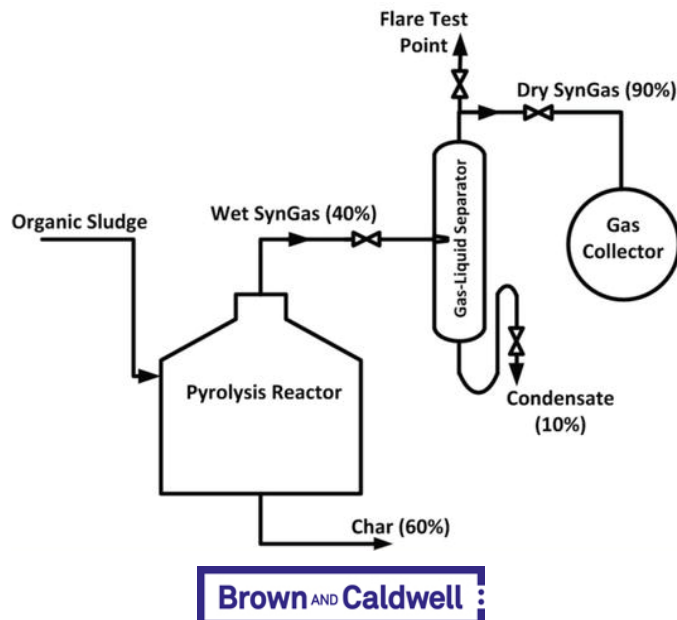 Flare Test
Point
Dry SynGas (90%)
Organic Sludge
Wet SynGas (40%)
Gas-Liquid Separator
Gas
Collector
Pyrolysis Reactor
Condensate
(10%)
Char (60%)
Brown AND Caldwell